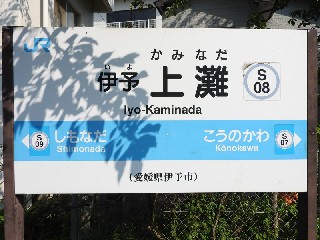 JR
かみなだ
いよ
伊予上灘
Iyo-Kaminada
S
08
S
09
しもなだ
Shimonada
こうのかわ
Kōnokawa
S
07
(愛媛県伊予市)